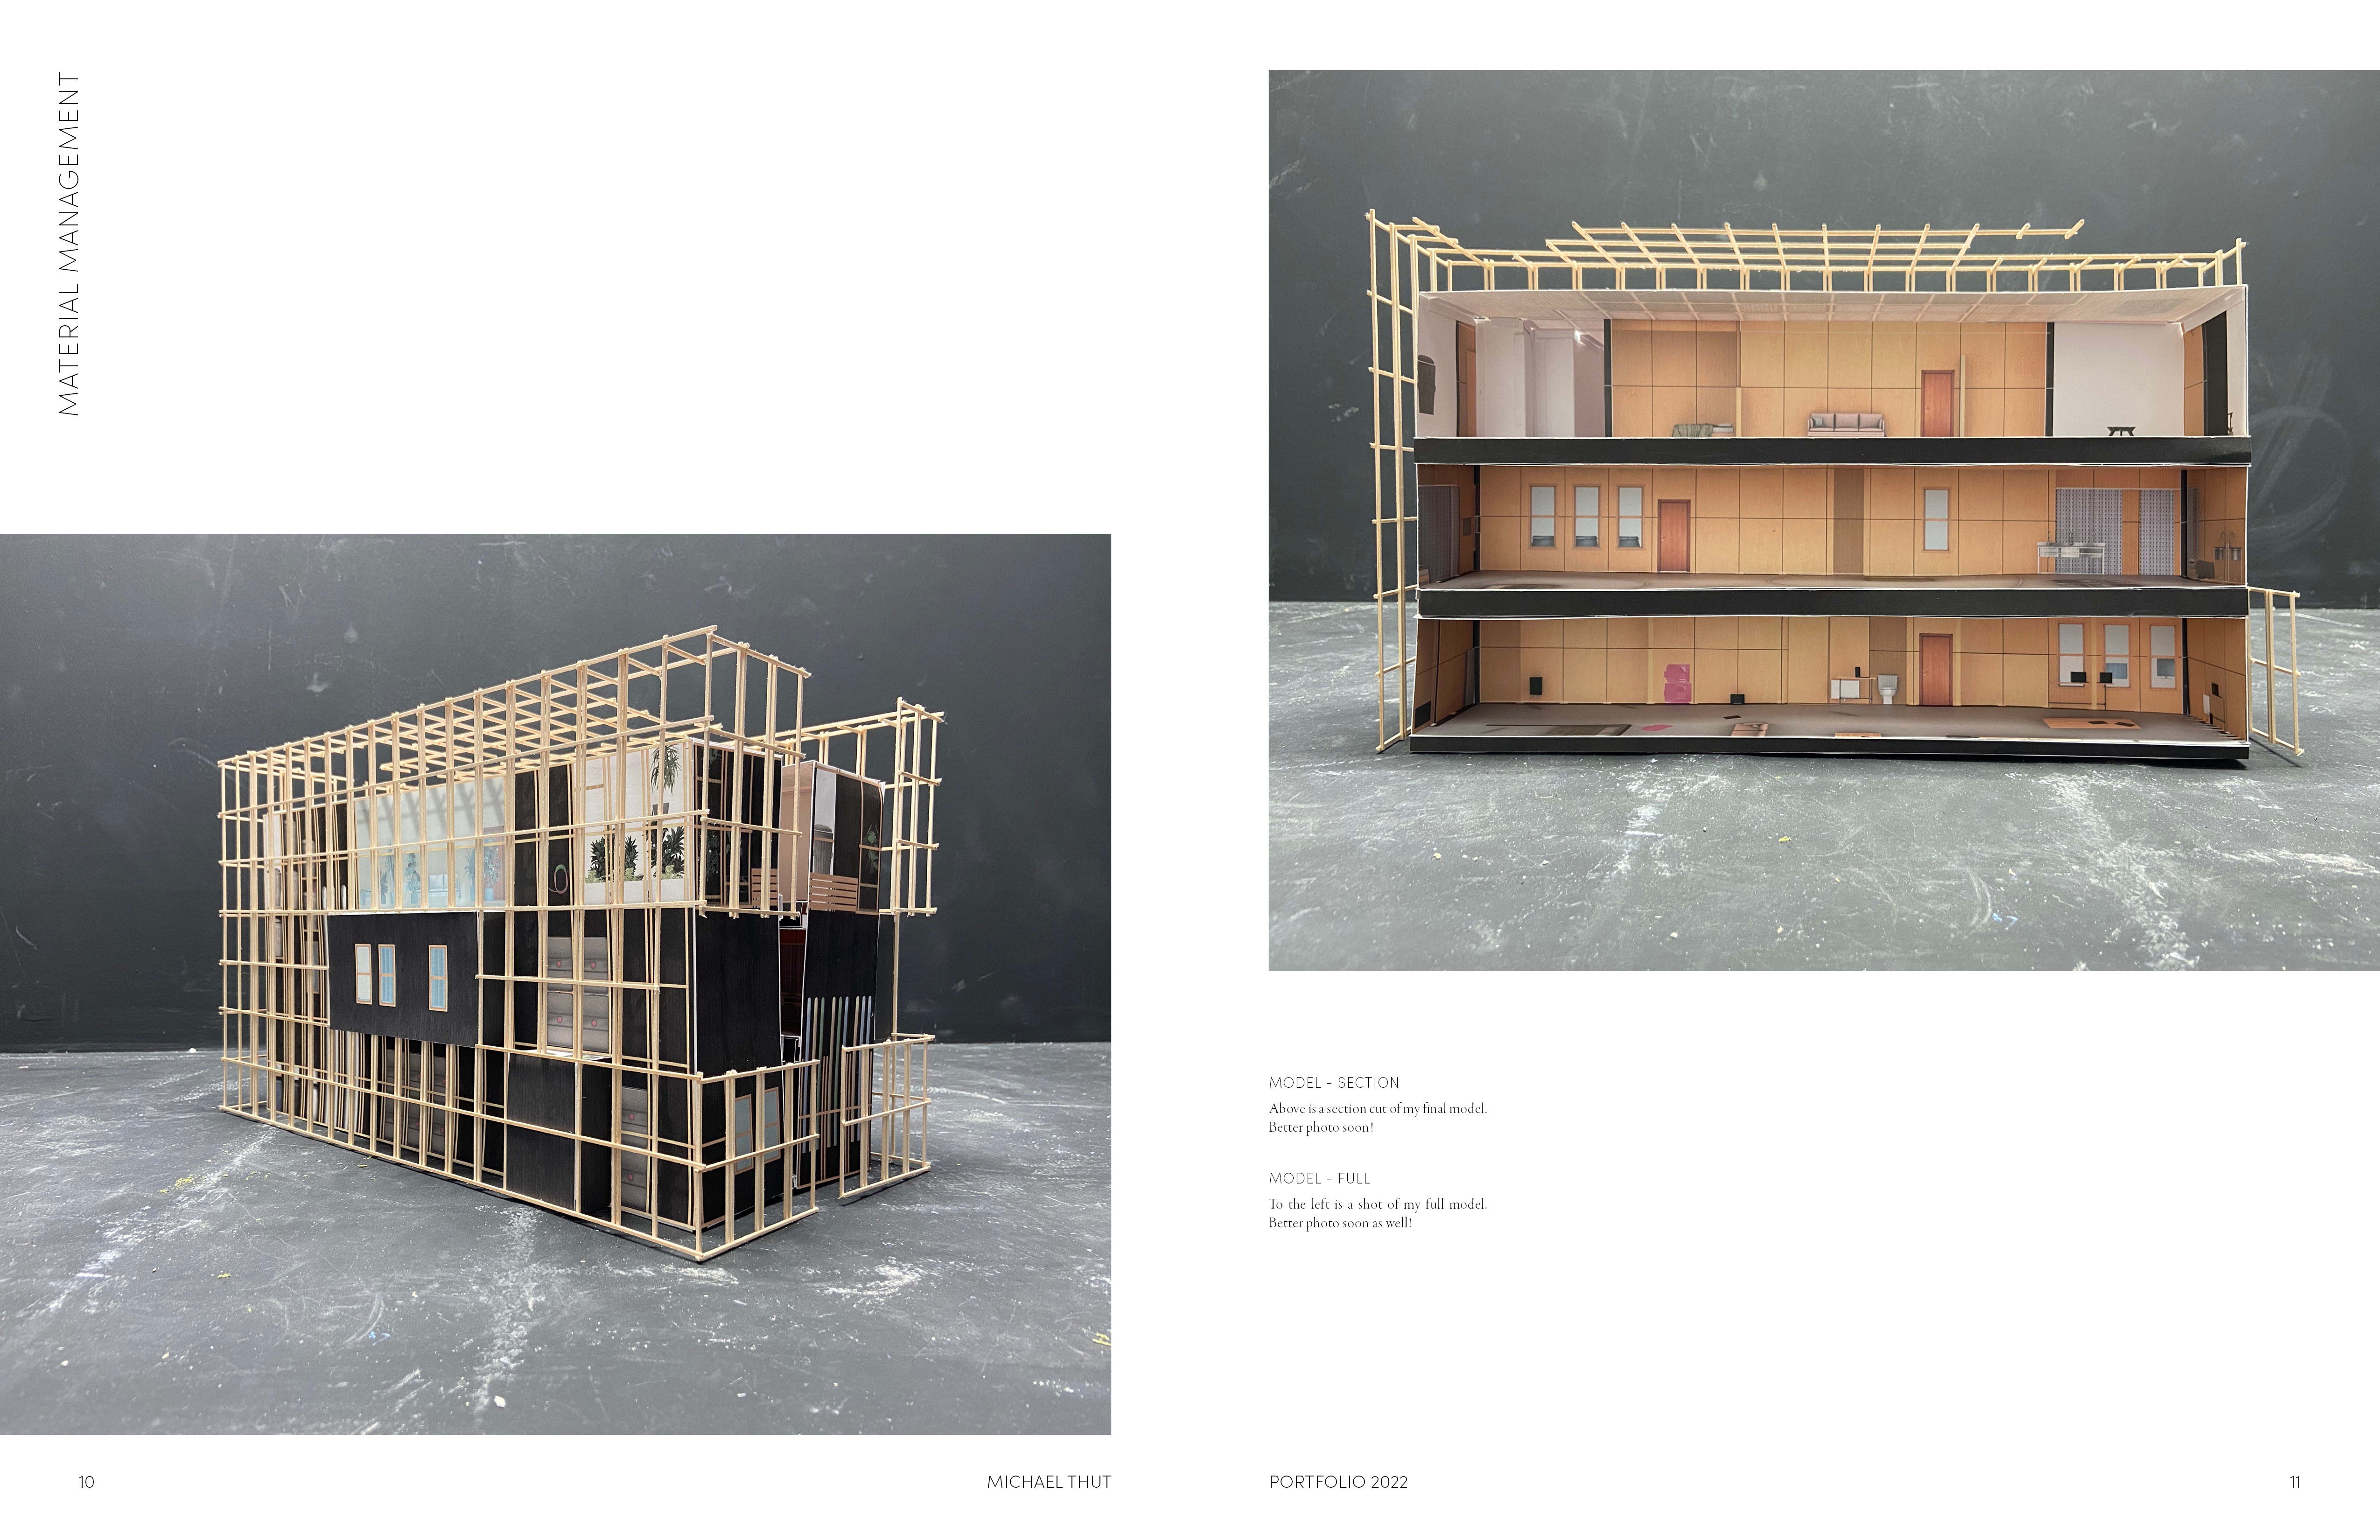 MATERIAL MANAGEMENT
MODEL - SECTION
Above is a section cut of my final model.
Better photo soon!
MODEL - FULL
To the left is a shot of my full model.
Better photo soon as well!
10
MICHAEL THUT
PORTFOLIO 2022
11